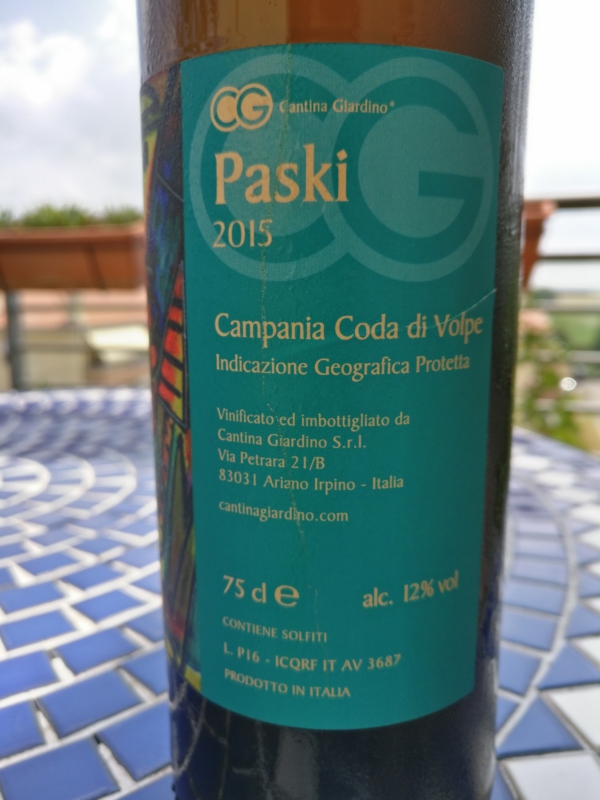 CG Cantina Giardino®
CG
Paski
2015
Campania Coda di Volpe
Indicazione Geografica Protetta
Vinificato ed imbottigliato da
Cantina Giardino S.r.l.
Via Petrara 21/B
83031 Ariano Irpino - Italia
cantinagiardino.com
75 cl e alc. 12% vol
CONTIENE SOLFITI
L. P16 - ICQRF IT AV 3687
PRODOTTO IN ITALIA